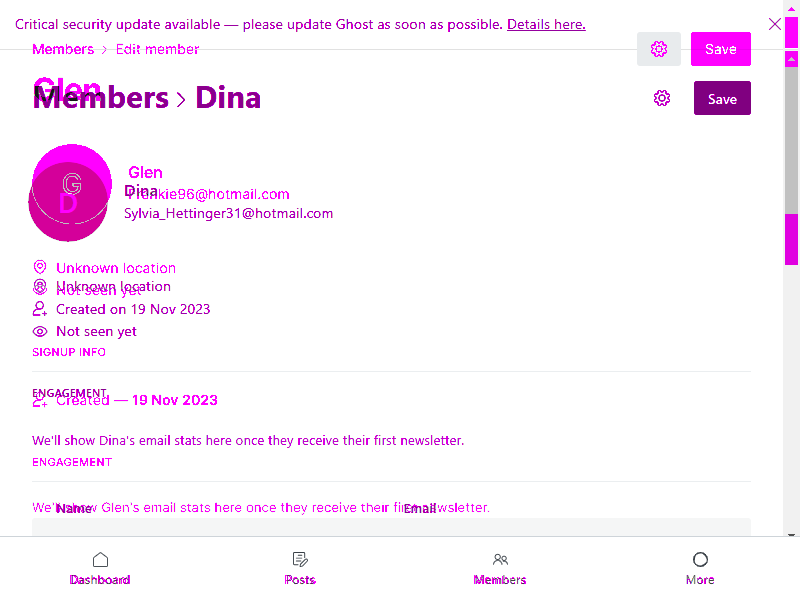 Critical security update available — please update Ghost as soon as possible. Details here.
Members > Edit member
Save
Glen
Members > Dina
Save
Glen
Dina
Frankie96@hotmail.com
Sylvia_Hettinger31@hotmail.com
G
D
Unknown location
Unknown location
Not seen yet
Created on 19 Nov 2023
Not seen yet
SIGNUP INFO
ENGAGEMENT
Created — 19 Nov 2023
We'll show Dina's email stats here once they receive their first newsletter.
ENGAGEMENT
We'll show Glen's email stats here once they receive their first newsletter.
Name Email
Dashboard Posts Members More